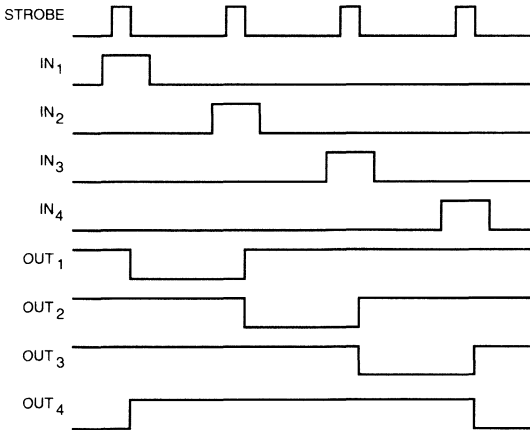 STROBE
IN1
IN2
IN3
IN4
OUT1
OUT2
OUT3
OUT4